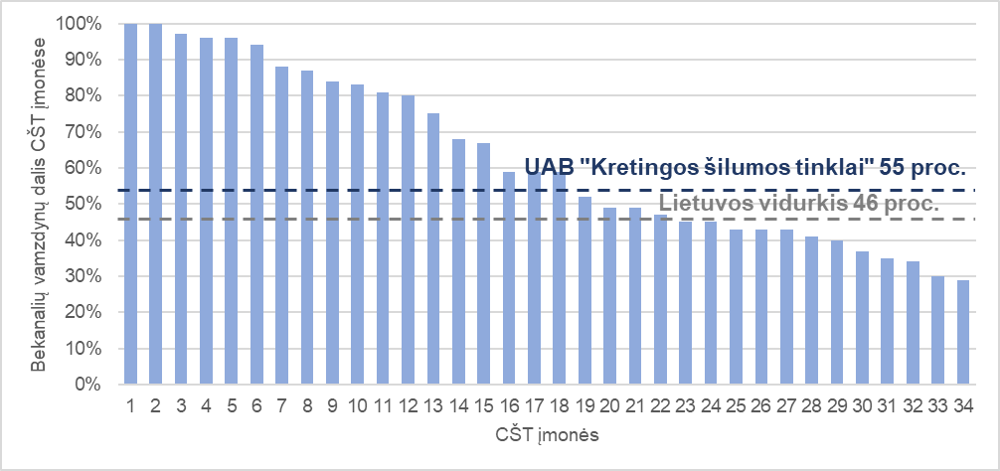 Bekanalių vamzdynų dalis CŠT įmonėse
100%
90%
80%
70%
60%
50%
40%
30%
20%
10%
0%
UAB "Kretingos šilumos tinklai" 55 proc.
Lietuvos vidurkis 46 proc.
1 2 3 4 5 6 7 8 9 10 11 12 13 14 15 16 17 18 19 20 21 22 23 24 25 26 27 28 29 30 31 32 33 34
CŠT įmonės